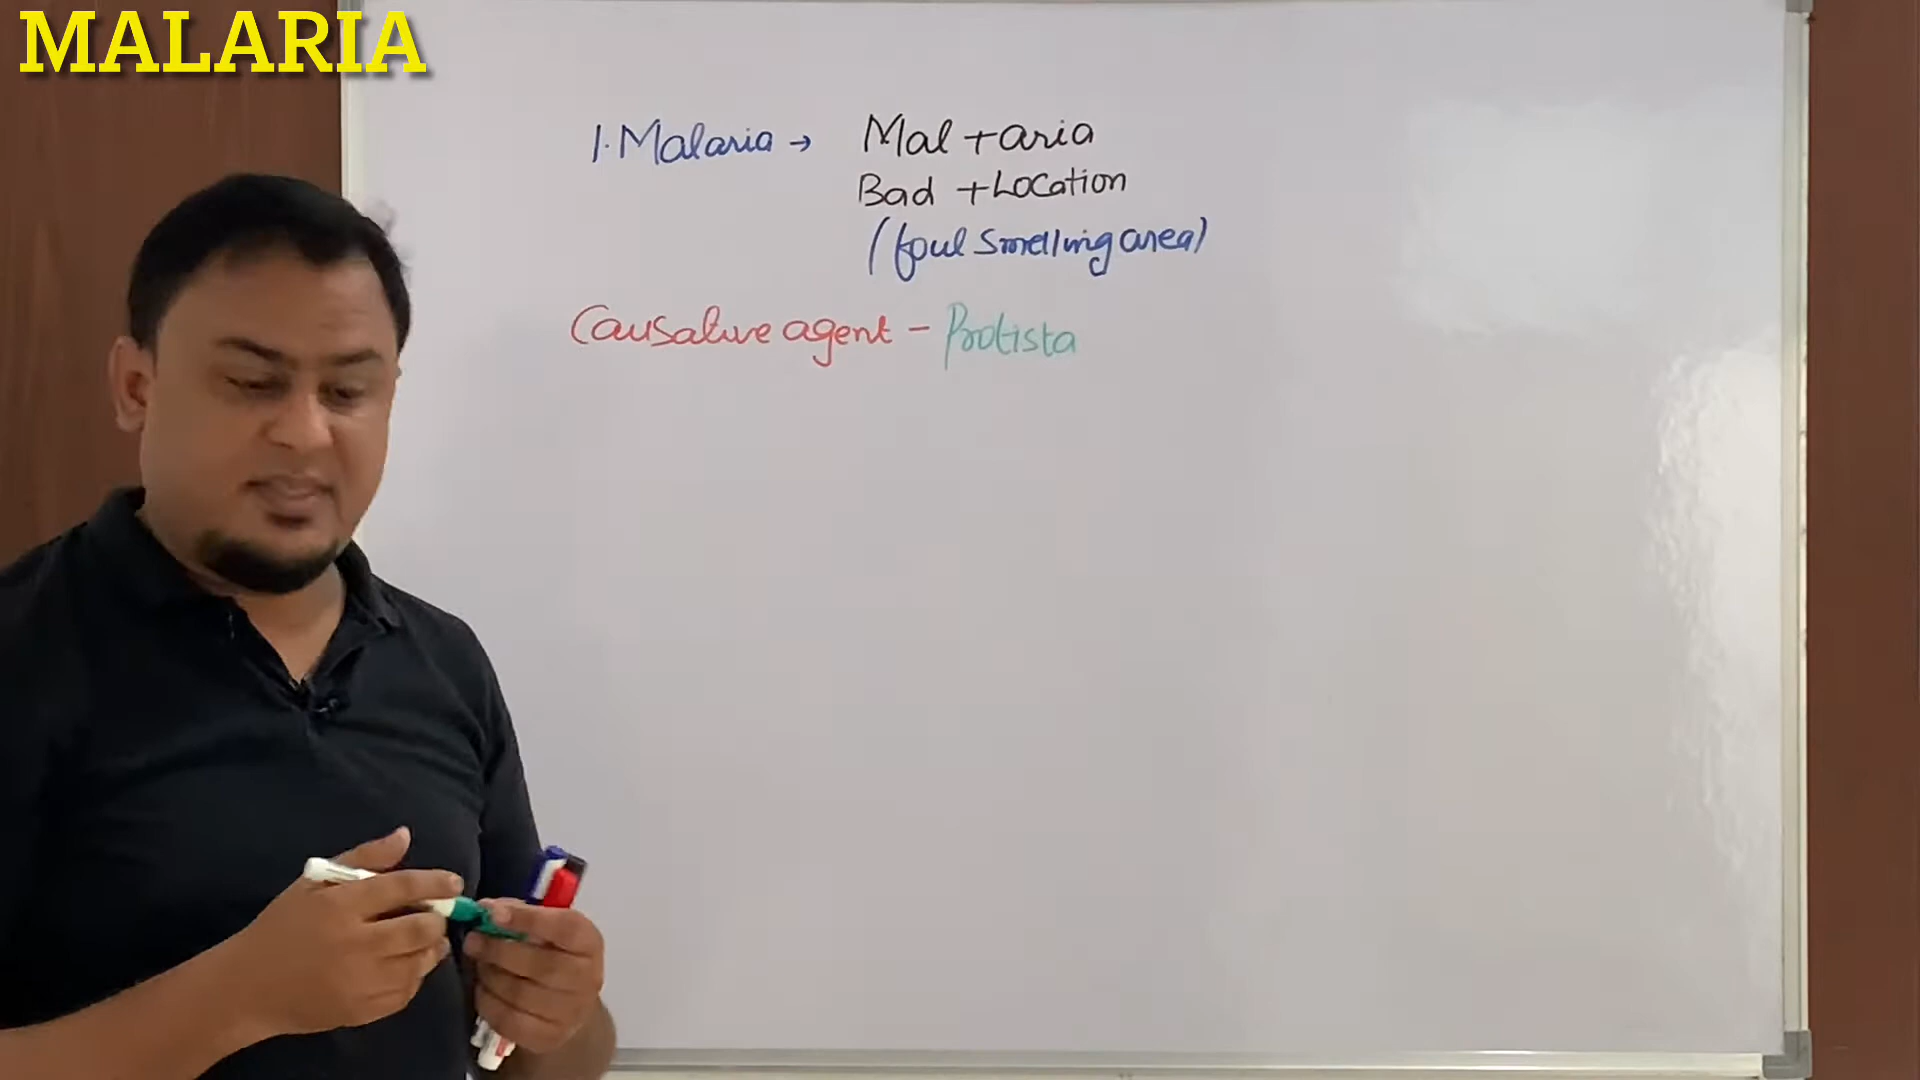 MALARIA
1. Malaria → Mal + aria
Bad + Location
(foul smelling area)
Causative agent - Protista